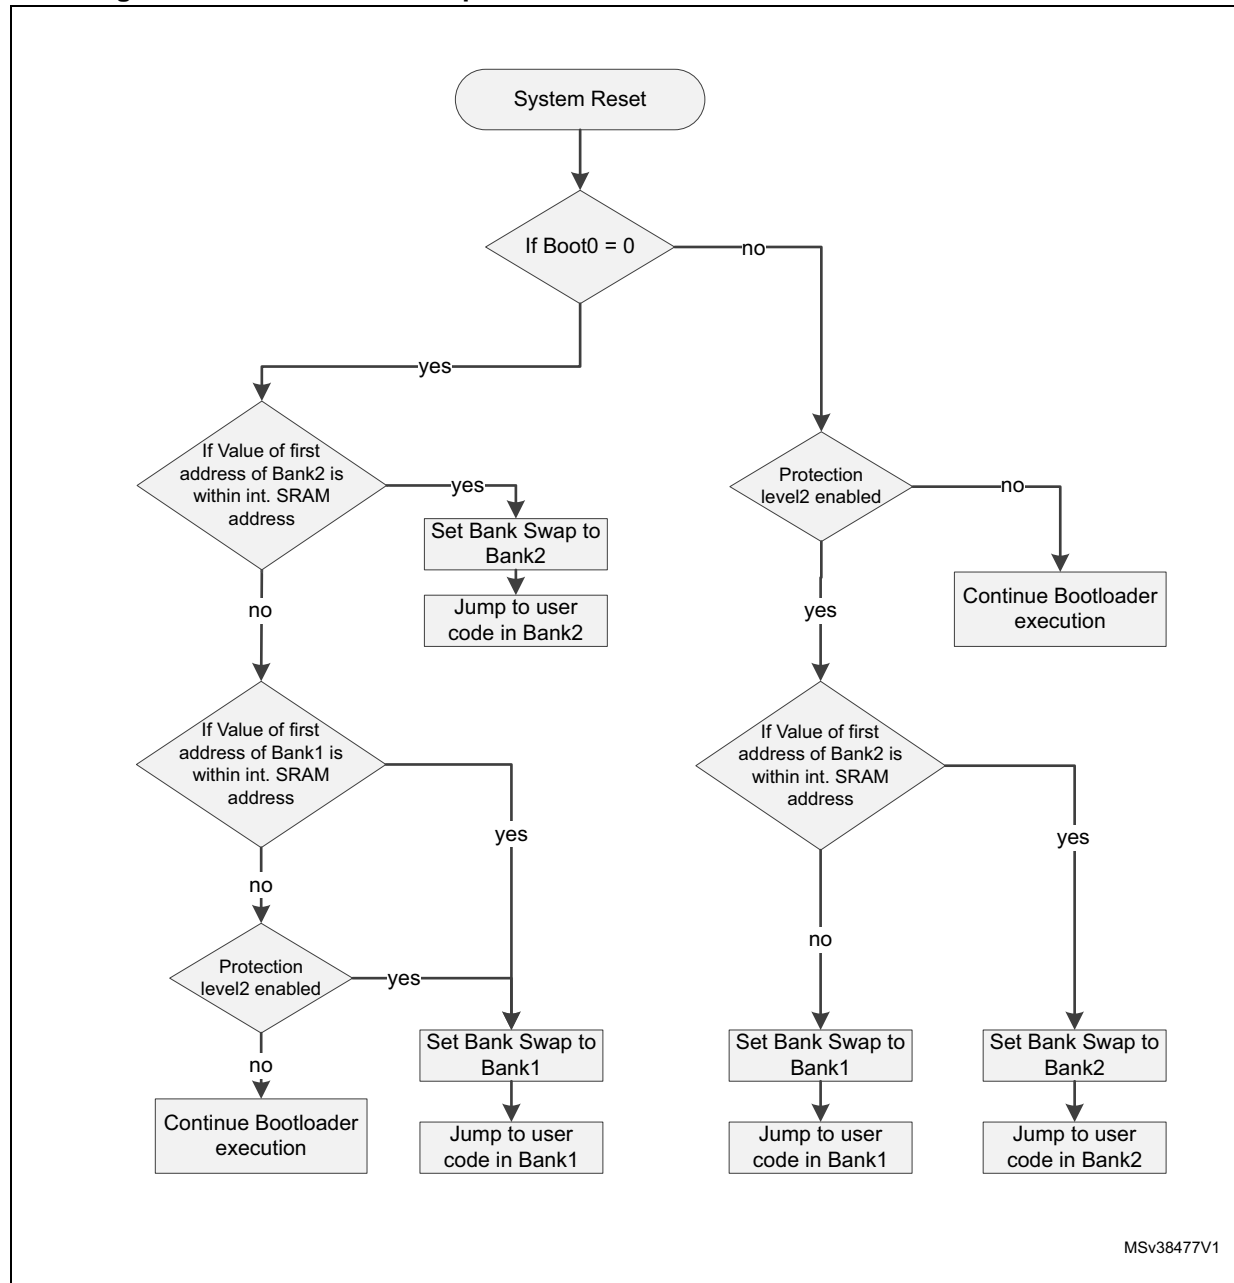 System Reset
If Boot0 = 0
no
yes
If Value of first
address of Bank2 is
within int. SRAM
address
yes
Set Bank Swap to
Bank2
Jump to user
code in Bank2
no
Protection
level2 enabled
no
Continue Bootloader
execution
yes
If Value of first
address of Bank1 is
within int. SRAM
address
yes
no
Protection
level2 enabled
yes
no
Continue Bootloader
execution
Set Bank Swap to
Bank1
Jump to user
code in Bank1
If Value of first
address of Bank2 is
within int. SRAM
address
yes
no
Set Bank Swap to
Bank1
Jump to user
code in Bank1
Set Bank Swap to
Bank2
Jump to user
code in Bank2
MSv38477V1